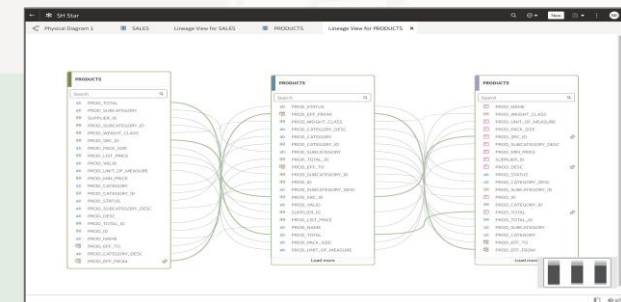 SH Star
New
Physical Diagram 1
SALES
Lineage View for SALES
PRODUCTS
Lineage View for PRODUCTS
PRODUCTS
Search
PROD_TOTAL
PROD_SUBCATEGORY
SUPPLIER_ID
PROD_SUBCATEGORY_ID
PROD_WEIGHT_CLASS
PROD_SRC_ID
PROD_PACK_SIZE
PROD_LIST_PRICE
PROD_VALID
PROD_UNIT_OF_MEASURE
PROD_MIN_PRICE
PROD_CATEGORY
PROD_CATEGORY_ID
PROD_STATUS
PROD_SUBCATEGORY_DESC
PROD_DESC
PROD_TOTAL_ID
PROD_ID
PROD_NAME
PROD_EFF_TO
PROD_CATEGORY_DESC
PROD_EFF_FROM
PRODUCTS
Search
PROD_STATUS
PROD_EFF_FROM
PROD_WEIGHT_CLASS
PROD_CATEGORY_DESC
PROD_CATEGORY
PROD_CATEGORY_ID
PROD_SUBCATEGORY
PROD_TOTAL_ID
PROD_EFF_TO
PROD_SUBCATEGORY_ID
PROD_ID
PROD_SUBCATEGORY_DESC
PROD_SRC_ID
PROD_VALID
SUPPLIER_ID
PROD_LIST_PRICE
PROD_NAME
PROD_TOTAL
PROD_PACK_SIZE
PROD_UNIT_OF_MEASURE
Load more
PRODUCTS
Search
PROD_NAME
PROD_WEIGHT_CLASS
PROD_UNIT_OF_MEASURE
PROD_PACK_SIZE
PROD_SRC_ID
PROD_SUBCATEGORY_DESC
PROD_MIN_PRICE
SUPPLIER_ID
PROD_DESC
PROD_STATUS
PROD_CATEGORY_DESC
PROD_SUBCATEGORY_ID
PROD_ID
PROD_CATEGORY_ID
PROD_TOTAL
PROD_TOTAL_ID
PROD_SUBCATEGORY
PROD_CATEGORY
PROD_EFF_TO
PROD_EFF_FROM
Load more